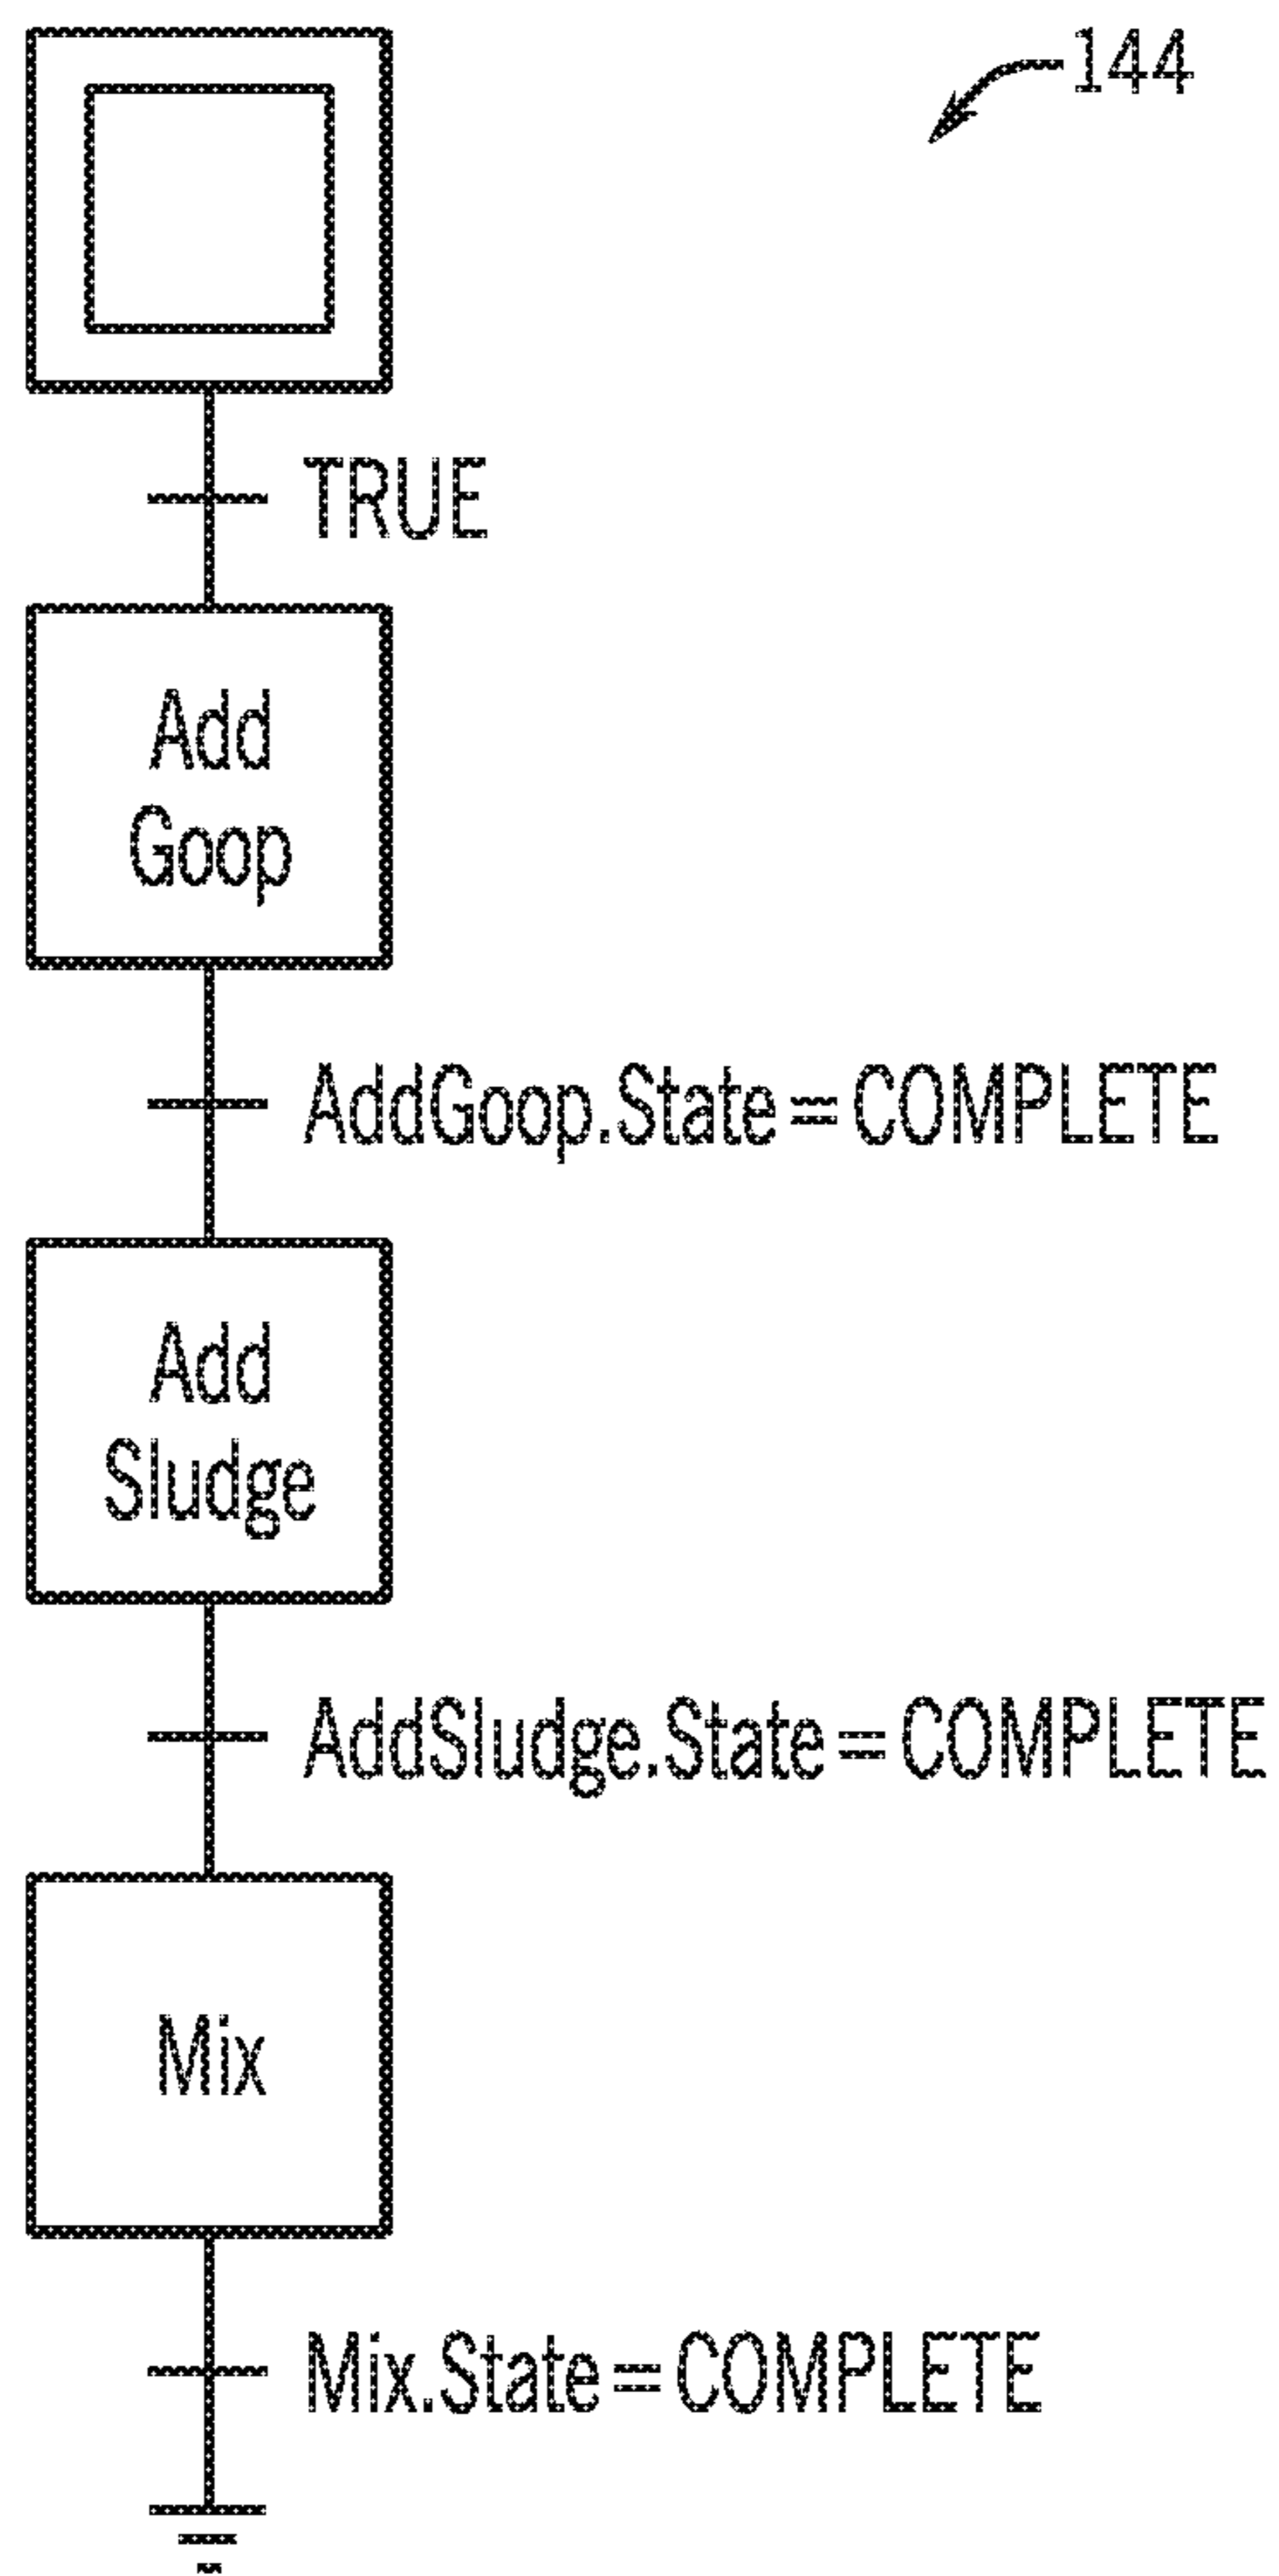 144
TRUE
Add
Goop
AddGoop.State = COMPLETE
Add
Sludge
AddSludge.State = COMPLETE
Mix
Mix.State = COMPLETE